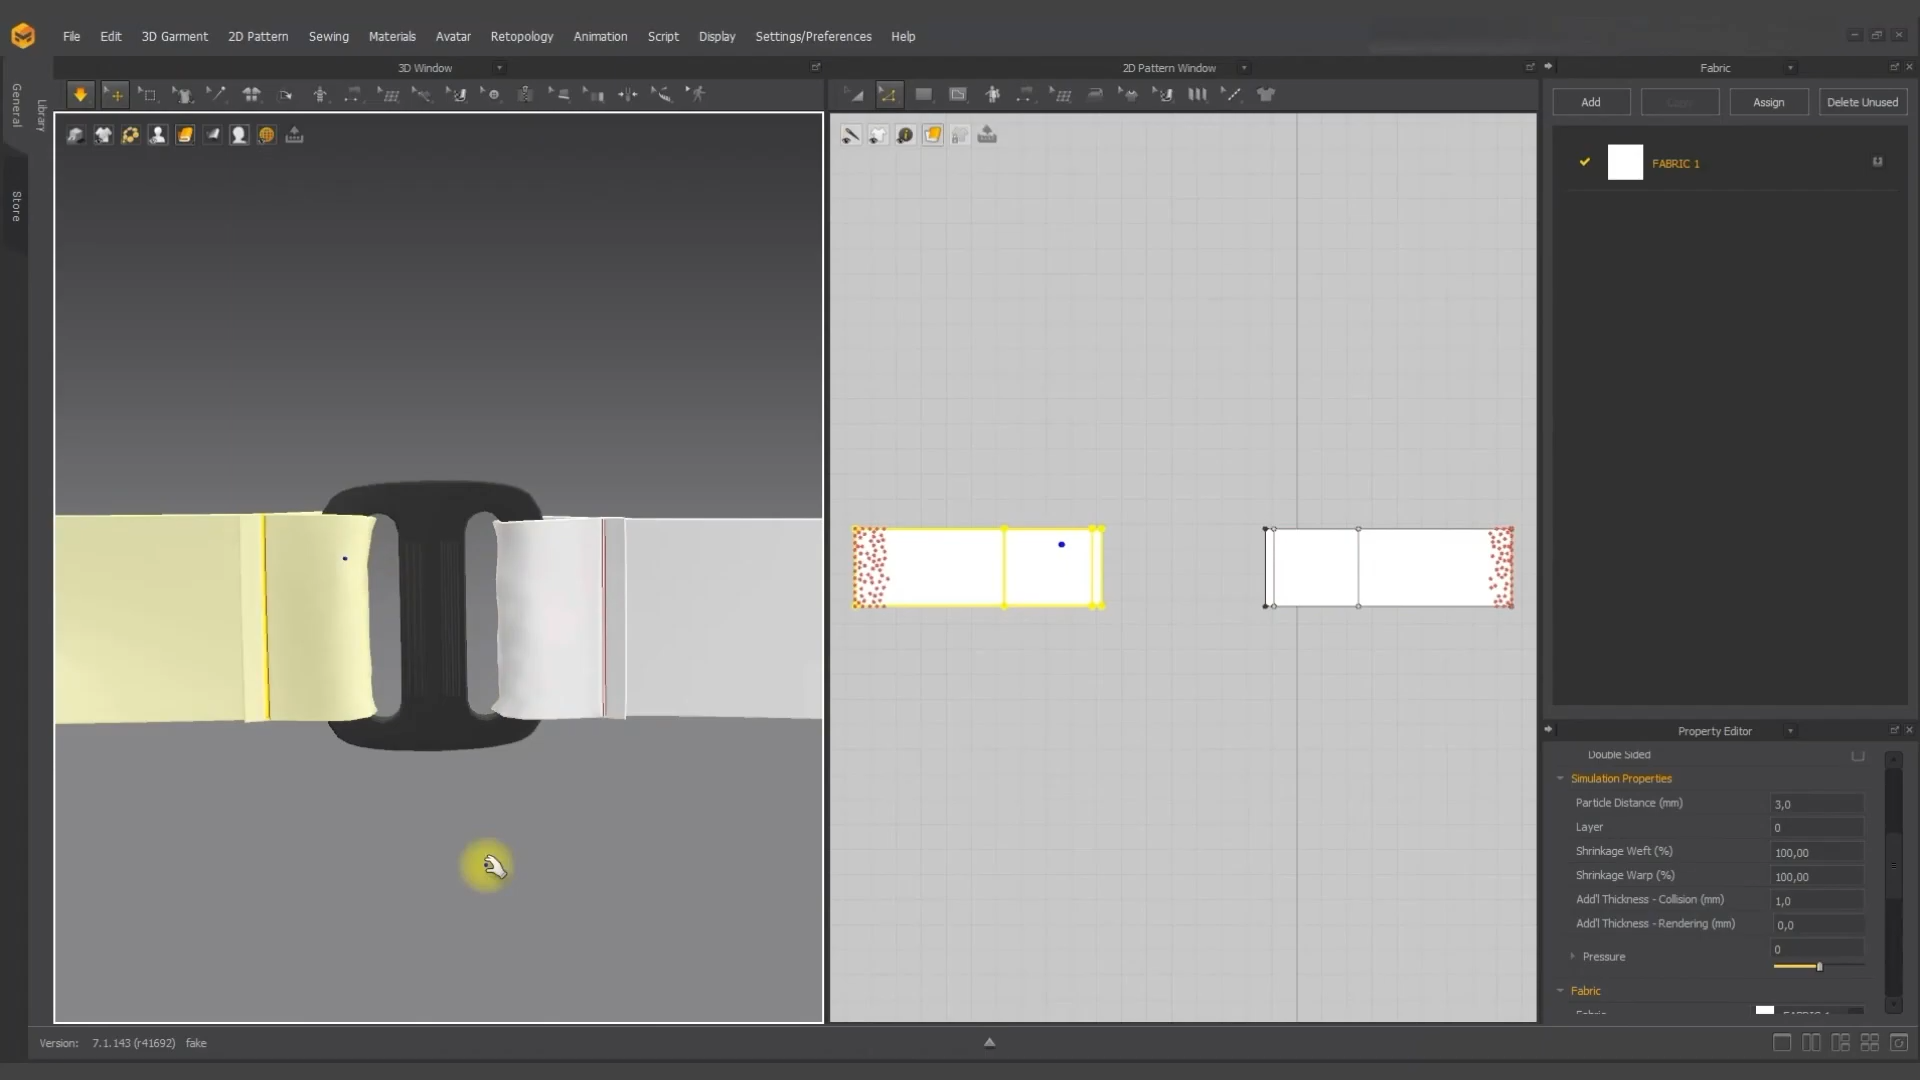 File Edit 3D Garment 2D Pattern Sewing Materials Avatar Retopology Animation Script Display Settings/Preferences Help
3D Window
2D Pattern Window
Fabric
General
Library
Store
Add
Assign
Delete Unused
FABRIC 1
Property Editor
Double Sided
Simulation Properties
Particle Distance (mm) 3,0
Layer 0
Shrinkage Weft (%) 100,00
Shrinkage Warp (%) 100,00
Add'l Thickness - Collision (mm) 1,0
Add'l Thickness - Rendering (mm) 0,0
Pressure 0
Fabric
Version: 7.1.143 (r41692) fake